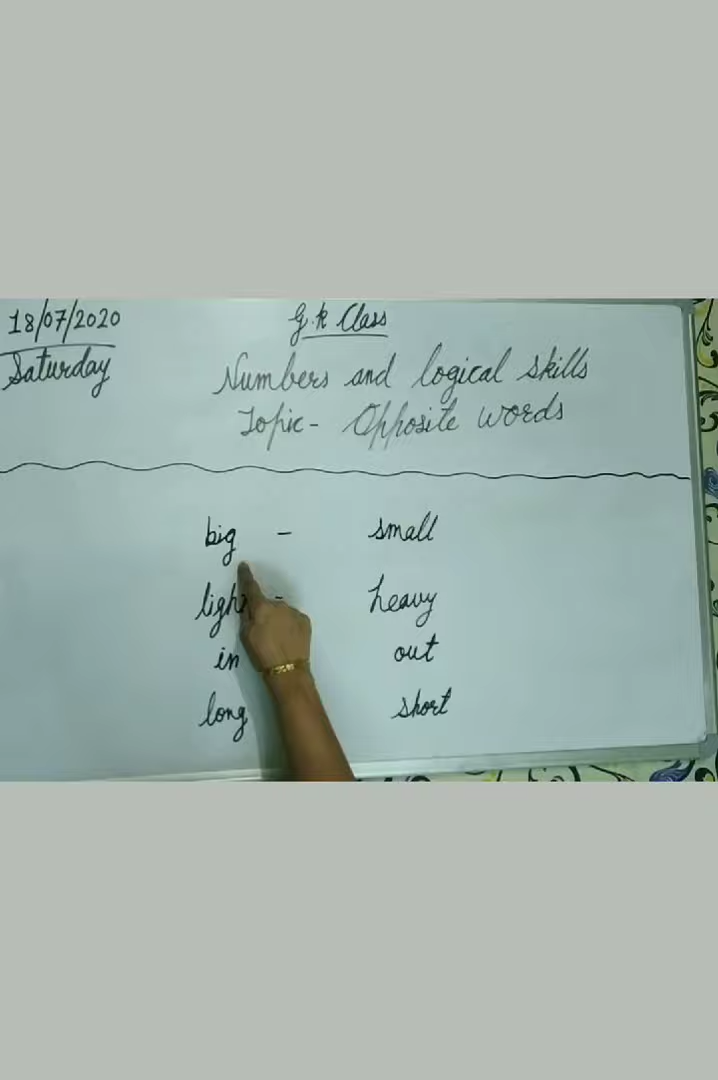 18/07/2020
G.K Class
Saturday
Numbers and logical skills
Topic - Opposite words
big - small
light - heavy
in out
long short